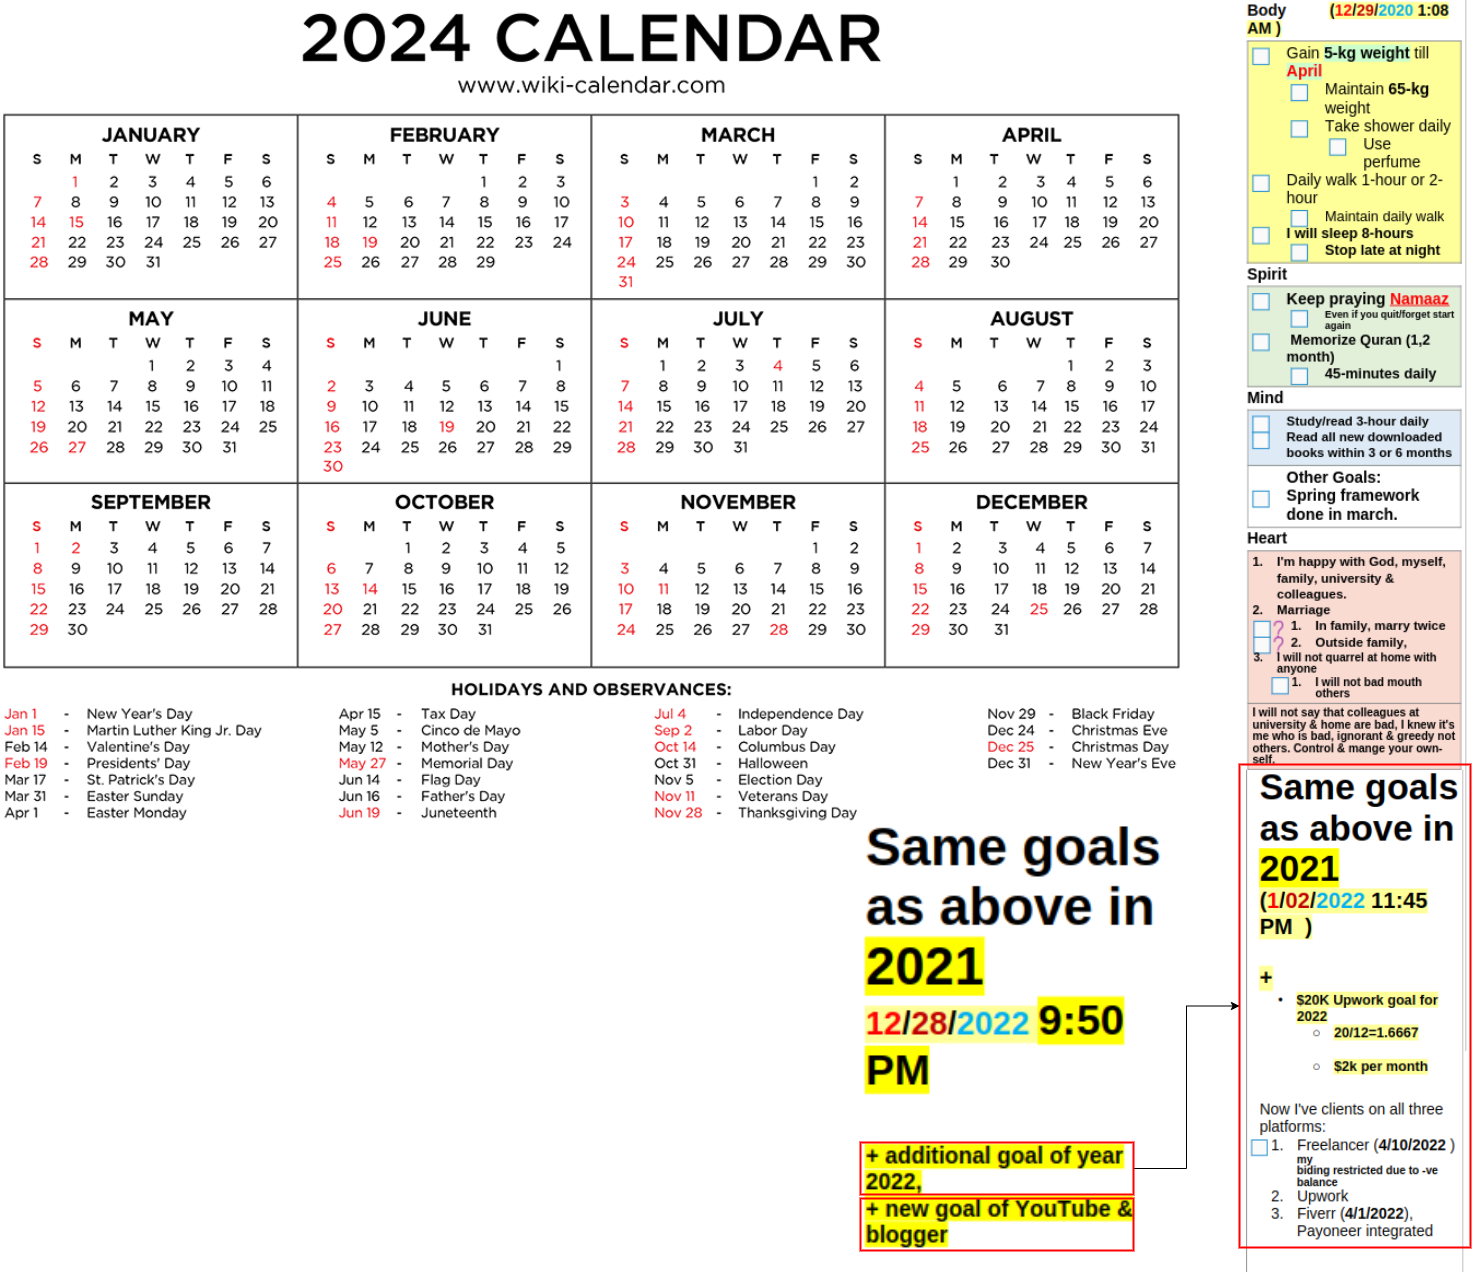 2024 CALENDAR
www.wiki-calendar.com
JANUARY
S M T W T F S
1 2 3 4 5 6
7 8 9 10 11 12 13
14 15 16 17 18 19 20
21 22 23 24 25 26 27
28 29 30 31
FEBRUARY
S M T W T F S
1 2 3
4 5 6 7 8 9 10
11 12 13 14 15 16 17
18 19 20 21 22 23 24
25 26 27 28 29
MARCH
S M T W T F S
1 2
3 4 5 6 7 8 9
10 11 12 13 14 15 16
17 18 19 20 21 22 23
24 25 26 27 28 29 30
31
APRIL
S M T W T F S
1 2 3 4 5 6
7 8 9 10 11 12 13
14 15 16 17 18 19 20
21 22 23 24 25 26 27
28 29 30
MAY
S M T W T F S
1 2 3 4
5 6 7 8 9 10 11
12 13 14 15 16 17 18
19 20 21 22 23 24 25
26 27 28 29 30 31
JUNE
S M T W T F S
1
2 3 4 5 6 7 8
9 10 11 12 13 14 15
16 17 18 19 20 21 22
23 24 25 26 27 28 29
30
JULY
S M T W T F S
1 2 3 4 5 6
7 8 9 10 11 12 13
14 15 16 17 18 19 20
21 22 23 24 25 26 27
28 29 30 31
AUGUST
S M T W T F S
1 2 3
4 5 6 7 8 9 10
11 12 13 14 15 16 17
18 19 20 21 22 23 24
25 26 27 28 29 30 31
SEPTEMBER
S M T W T F S
1 2 3 4 5 6 7
8 9 10 11 12 13 14
15 16 17 18 19 20 21
22 23 24 25 26 27 28
29 30
OCTOBER
S M T W T F S
1 2 3 4 5
6 7 8 9 10 11 12
13 14 15 16 17 18 19
20 21 22 23 24 25 26
27 28 29 30 31
NOVEMBER
S M T W T F S
1 2
3 4 5 6 7 8 9
10 11 12 13 14 15 16
17 18 19 20 21 22 23
24 25 26 27 28 29 30
DECEMBER
S M T W T F S
1 2 3 4 5 6 7
8 9 10 11 12 13 14
15 16 17 18 19 20 21
22 23 24 25 26 27 28
29 30 31
HOLIDAYS AND OBSERVANCES:
Jan 1 - New Year's Day
Jan 15 - Martin Luther King Jr. Day
Feb 14 - Valentine's Day
Feb 19 - Presidents' Day
Mar 17 - St. Patrick's Day
Mar 31 - Easter Sunday
Apr 1 - Easter Monday
Apr 15 - Tax Day
May 5 - Cinco de Mayo
May 12 - Mother's Day
May 27 - Memorial Day
Jun 14 - Flag Day
Jun 16 - Father's Day
Jun 19 - Juneteenth
Jul 4 - Independence Day
Sep 2 - Labor Day
Oct 14 - Columbus Day
Oct 31 - Halloween
Nov 5 - Election Day
Nov 11 - Veterans Day
Nov 28 - Thanksgiving Day
Nov 29 - Black Friday
Dec 24 - Christmas Eve
Dec 25 - Christmas Day
Dec 31 - New Year's Eve
Same goals
as above in
2021
12/28/2022 9:50
PM
+ additional goal of year
2022,
+ new goal of YouTube &
blogger
Body (12/29/2020 1:08
AM )
Gain 5-kg weight till
April
Maintain 65-kg
weight
Take shower daily
Use
perfume
Daily walk 1-hour or 2-
hour
Maintain daily walk
I will sleep 8-hours
Stop late at night
Spirit
Keep praying Namaaz
Even if you quit/forget start
again
Memorize Quran (1,2
month)
45-minutes daily
Mind
Study/read 3-hour daily
Read all new downloaded
books within 3 or 6 months
Other Goals:
Spring framework
done in march.
Heart
1. I'm happy with God, myself,
family, university &
colleagues.
2. Marriage
? 1. In family, marry twice
? 2. Outside family,
3. I will not quarrel at home with
anyone
1. I will not bad mouth
others
I will not say that colleagues at
university & home are bad, I knew it's
me who is bad, ignorant & greedy not
others. Control & mange your own-
self.
Same goals
as above in
2021
(1/02/2022 11:45
PM )
+
• $20K Upwork goal for
2022
○ 20/12=1.6667
○ $2k per month
Now I've clients on all three
platforms:
1. Freelancer (4/10/2022 )
my
biding restricted due to -ve
balance
2. Upwork
3. Fiverr (4/1/2022),
Payoneer integrated